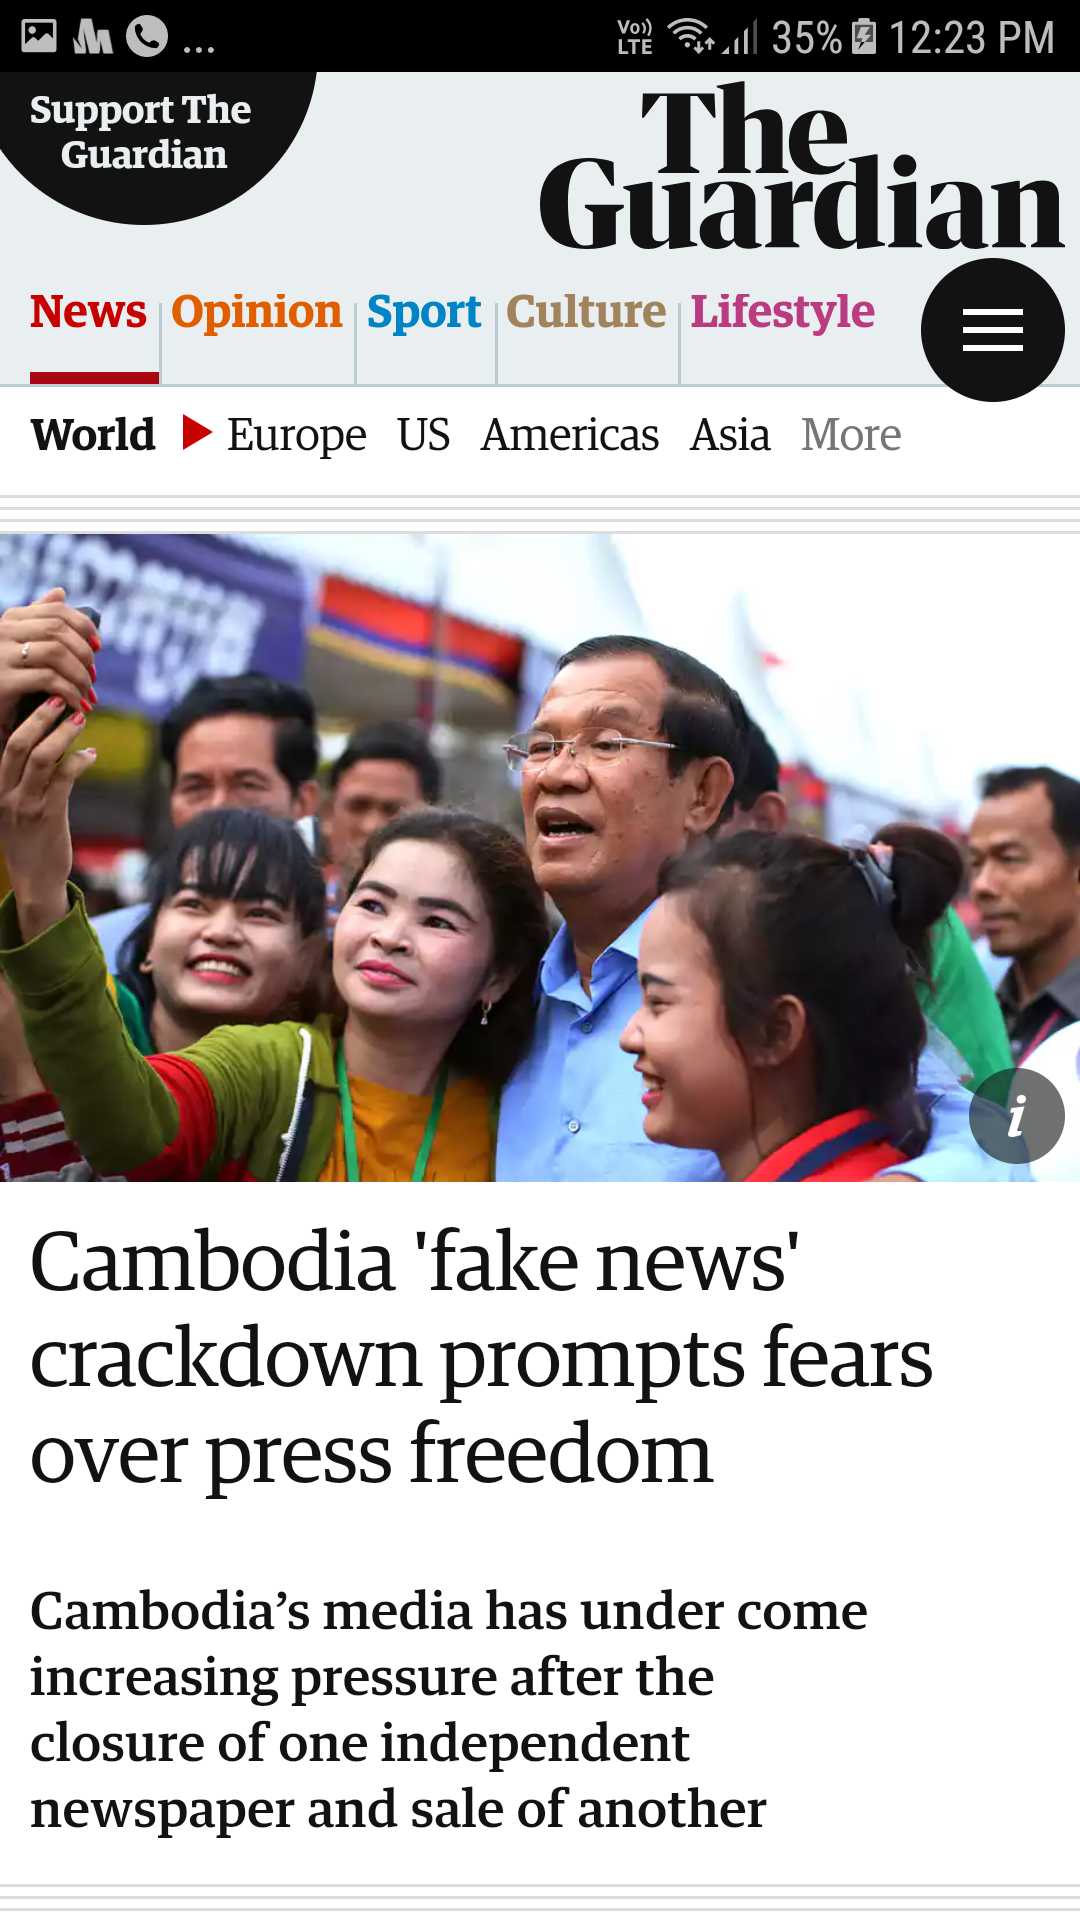 Vo)) LTE 35% 12:23 PM
Support The
Guardian
The
Guardian
News Opinion Sport Culture Lifestyle
World Europe US Americas Asia More
i
Cambodia 'fake news'
crackdown prompts fears
over press freedom
Cambodia’s media has under come
increasing pressure after the
closure of one independent
newspaper and sale of another